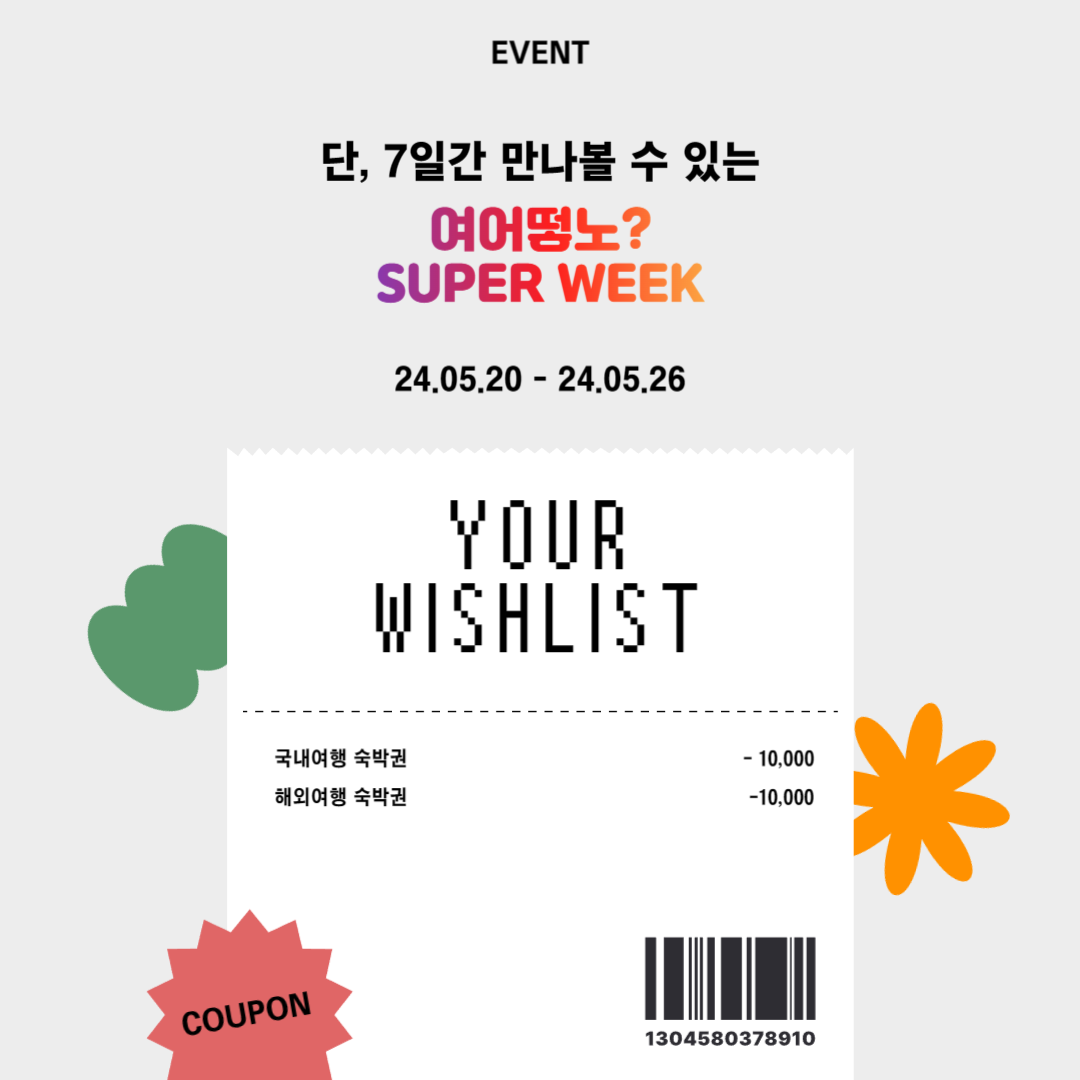 EVENT
단, 7일간 만나볼 수 있는
여어떻노?
SUPER WEEK
24.05.20 - 24.05.26
YOUR
WISHLIST
국내여행 숙박권 - 10,000
해외여행 숙박권 -10,000
COUPON
1304580378910